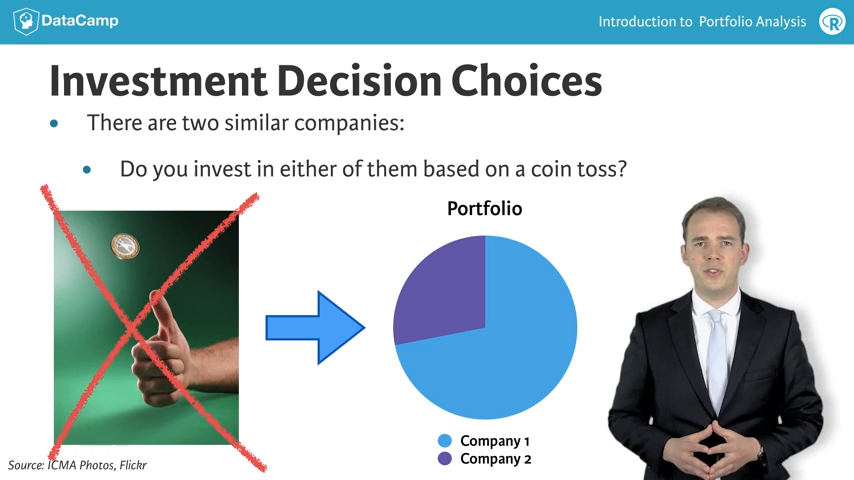 DataCamp
Introduction to Portfolio Analysis
R
Investment Decision Choices
• There are two similar companies:
• Do you invest in either of them based on a coin toss?
Portfolio
Company 1
Company 2
Source: ICMA Photos, Flickr